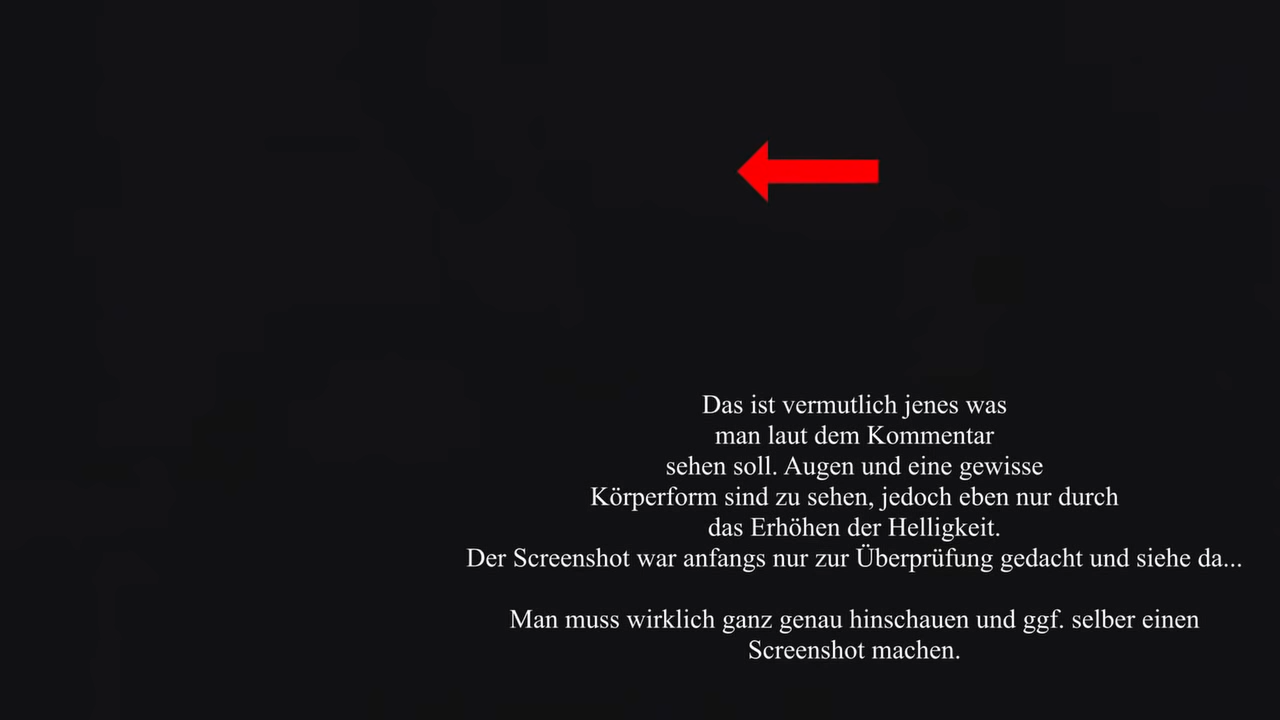 Das ist vermutlich jenes was
man laut dem Kommentar
sehen soll. Augen und eine gewisse
Körperform sind zu sehen, jedoch eben nur durch
das Erhöhen der Helligkeit.
Der Screenshot war anfangs nur zur Überprüfung gedacht und siehe da...
Man muss wirklich ganz genau hinschauen und ggf. selber einen
Screenshot machen.